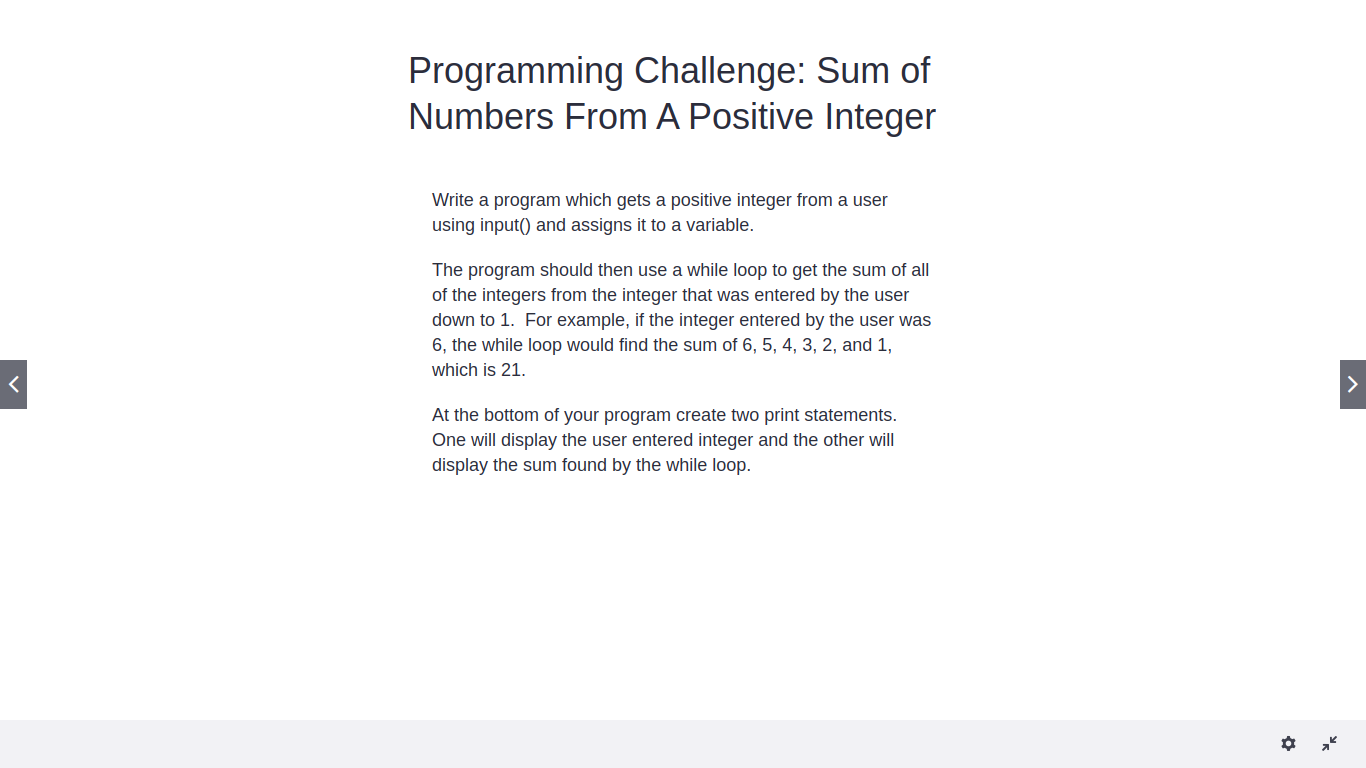 Programming Challenge: Sum of
Numbers From A Positive Integer
Write a program which gets a positive integer from a user
using input() and assigns it to a variable.
The program should then use a while loop to get the sum of all
of the integers from the integer that was entered by the user
down to 1.  For example, if the integer entered by the user was
6, the while loop would find the sum of 6, 5, 4, 3, 2, and 1,
which is 21.
At the bottom of your program create two print statements.
One will display the user entered integer and the other will
display the sum found by the while loop.